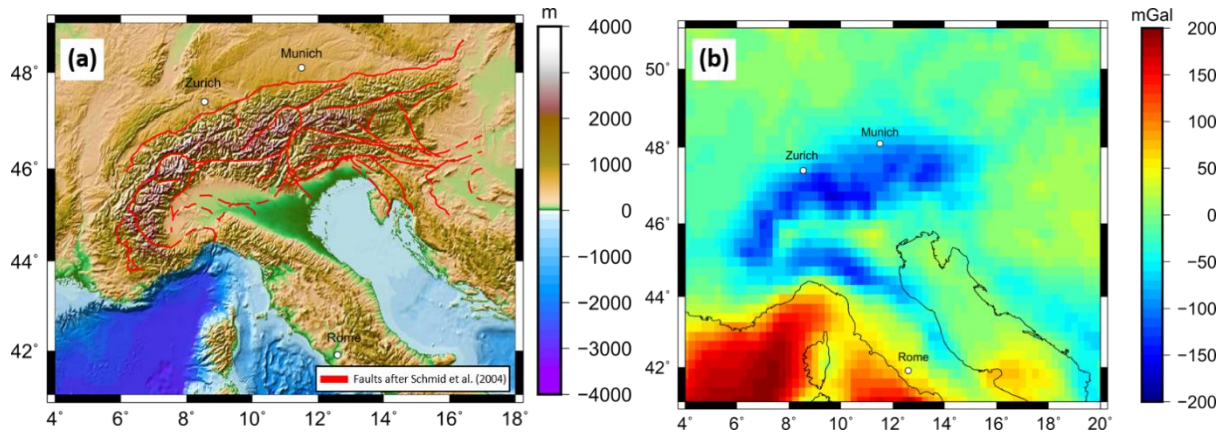 m
(a)
4000
3000
2000
1000
0
−1000
−2000
−3000
−4000
48˚
46˚
44˚
42˚
4˚ 6˚ 8˚ 10˚ 12˚ 14˚ 16˚ 18˚
Munich
Zurich
Rome
Faults after Schmid et al. (2004)
mGal
(b)
200
150
100
50
0
−50
−100
−150
−200
50˚
48˚
46˚
44˚
42˚
4˚ 6˚ 8˚ 10˚ 12˚ 14˚ 16˚ 18˚ 20˚
Munich
Zurich
Rome